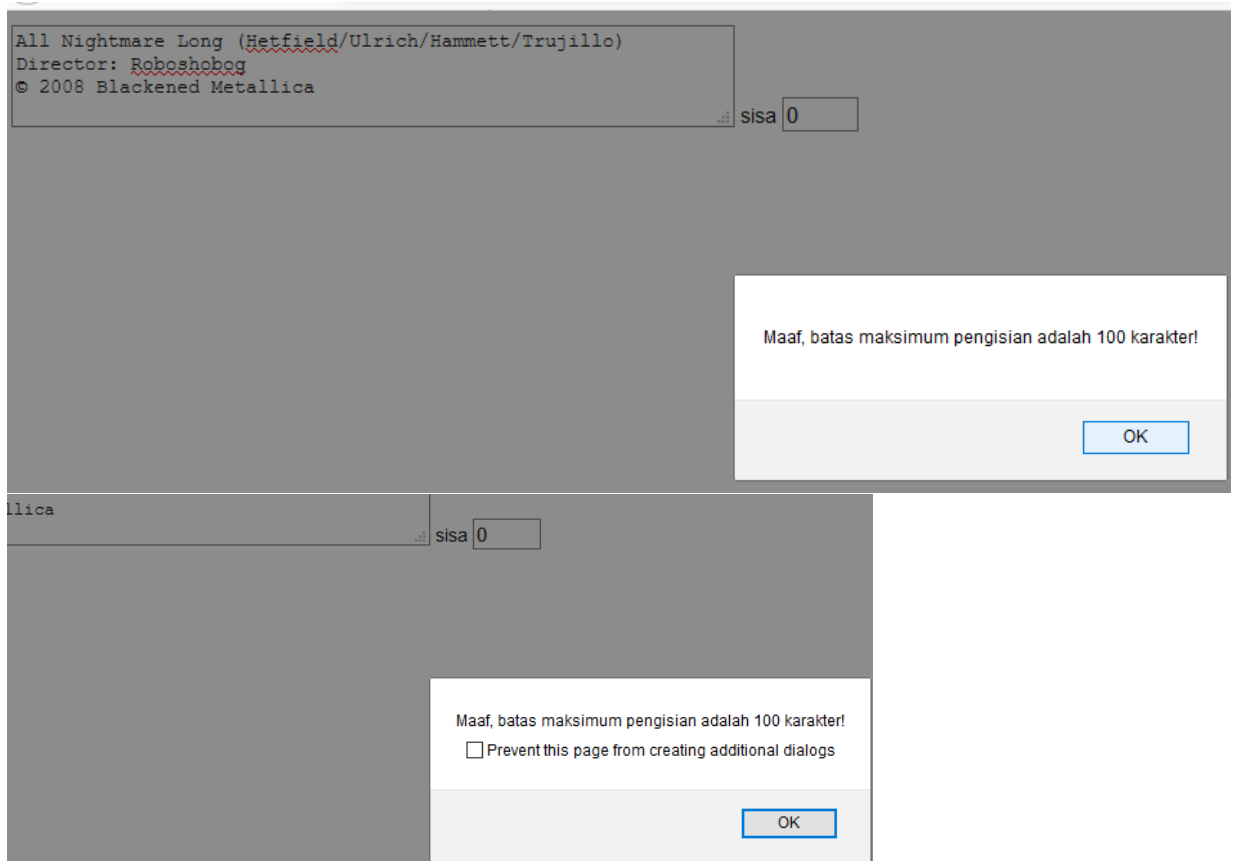 All Nightmare Long (Hetfield/Ulrich/Hammett/Trujillo)
Director: Roboshobog
© 2008 Blackened Metallica
sisa 0
Maaf, batas maksimum pengisian adalah 100 karakter!
OK
llica
sisa 0
Maaf, batas maksimum pengisian adalah 100 karakter!
Prevent this page from creating additional dialogs
OK